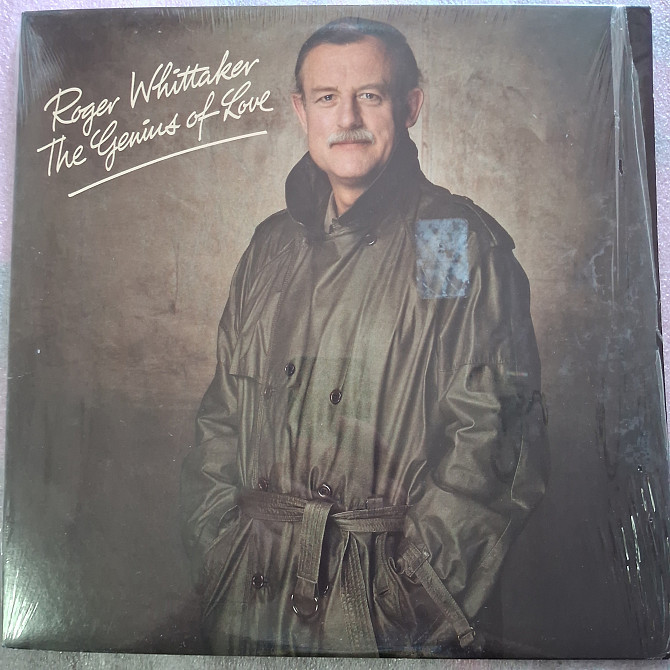 Roger Whittaker
The Genius of Love